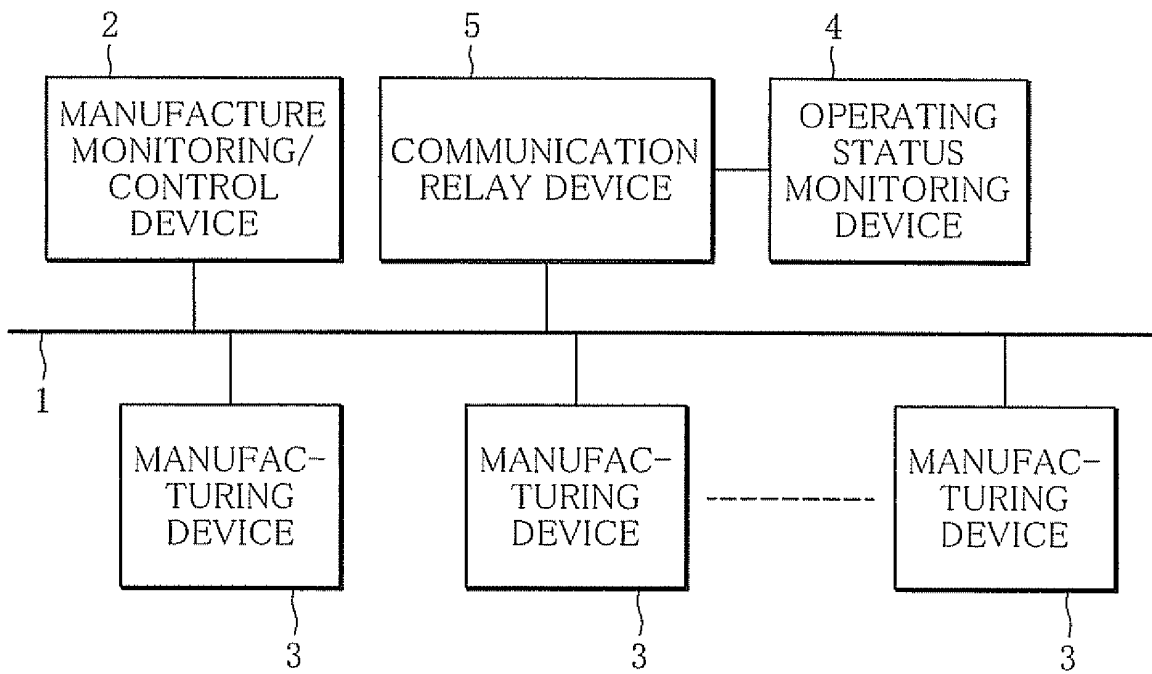 2
5
4
MANUFACTURE
MONITORING/
CONTROL
DEVICE
COMMUNICATION
RELAY DEVICE
OPERATING
STATUS
MONITORING
DEVICE
1
MANUFAC-
TURING
DEVICE
MANUFAC-
TURING
DEVICE
MANUFAC-
TURING
DEVICE
3
3
3